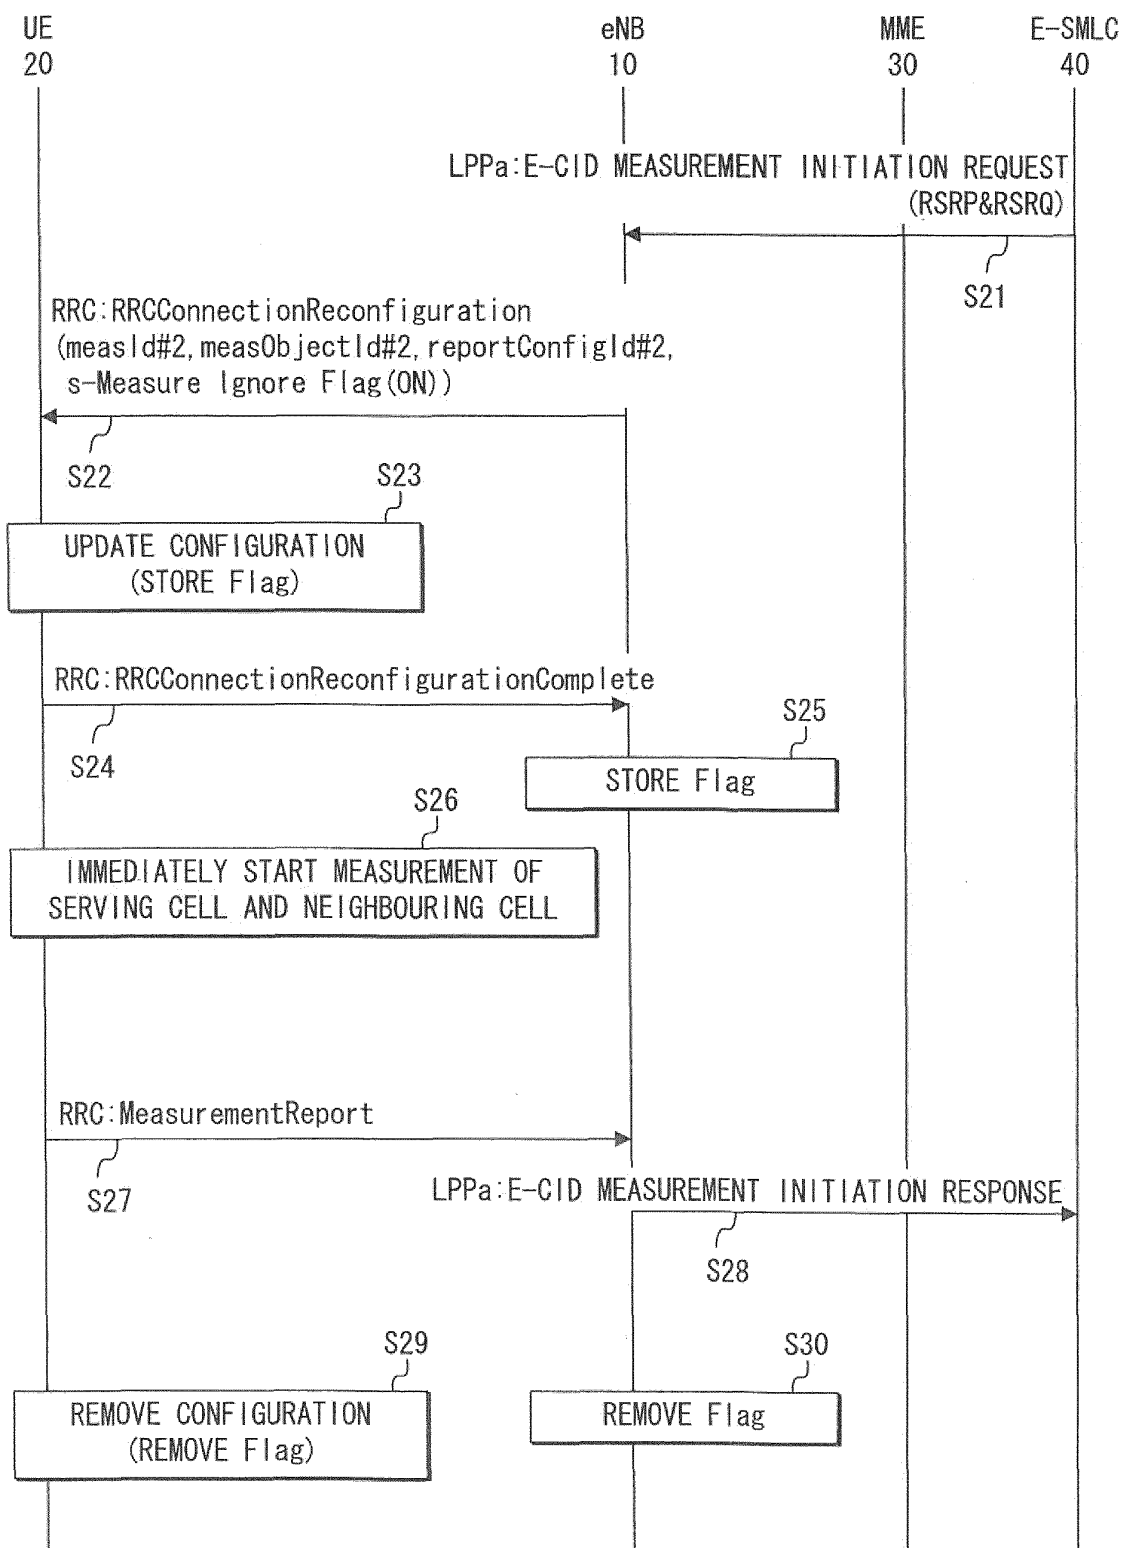 UE eNB MME E-SMLC
20 10 30 40
LPPa:E-CID MEASUREMENT INITIATION REQUEST
(RSRP&RSRQ)
S21
RRC:RRCConnectionReconfiguration
(measId#2,measObjectId#2,reportConfigId#2,
s-Measure Ignore Flag(ON))
S22
S23
UPDATE CONFIGURATION
(STORE Flag)
RRC:RRCConnectionReconfigurationComplete
S24
S25
STORE Flag
S26
IMMEDIATELY START MEASUREMENT OF
SERVING CELL AND NEIGHBOURING CELL
RRC:MeasurementReport
S27
LPPa:E-CID MEASUREMENT INITIATION RESPONSE
S28
S29
REMOVE CONFIGURATION
(REMOVE Flag)
S30
REMOVE Flag